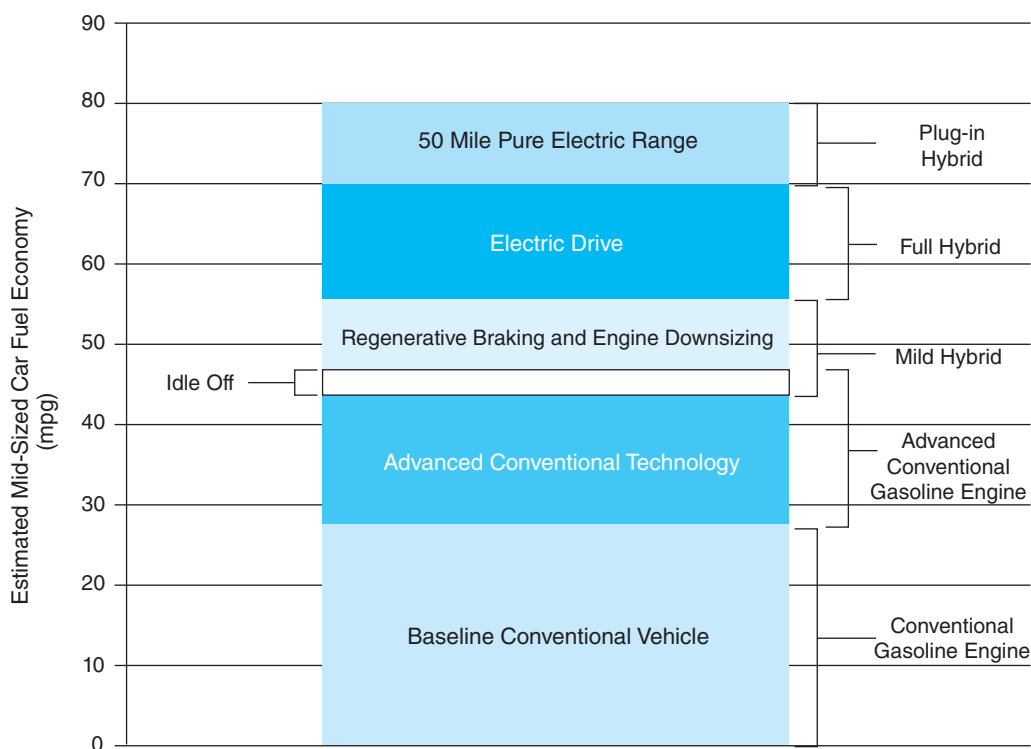 Estimated Mid-Sized Car Fuel Economy
(mpg)
90
80
70
60
50
40
30
20
10
0
50 Mile Pure Electric Range
Electric Drive
Regenerative Braking and Engine Downsizing
Idle Off
Advanced Conventional Technology
Baseline Conventional Vehicle
Plug-in
Hybrid
Full Hybrid
Mild Hybrid
Advanced
Conventional
Gasoline Engine
Conventional
Gasoline Engine